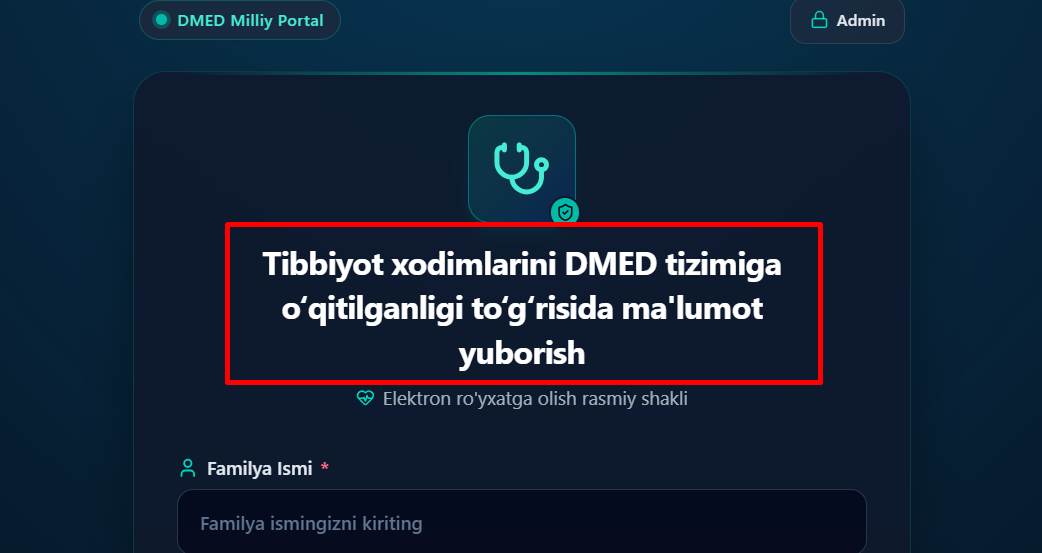 DMED Milliy Portal
Admin
Tibbiyot xodimlarini DMED tizimiga
o‘qitilganligi to‘g‘risida ma'lumot
yuborish
Elektron ro'yxatga olish rasmiy shakli
Familya Ismi *
Familya ismingizni kiriting